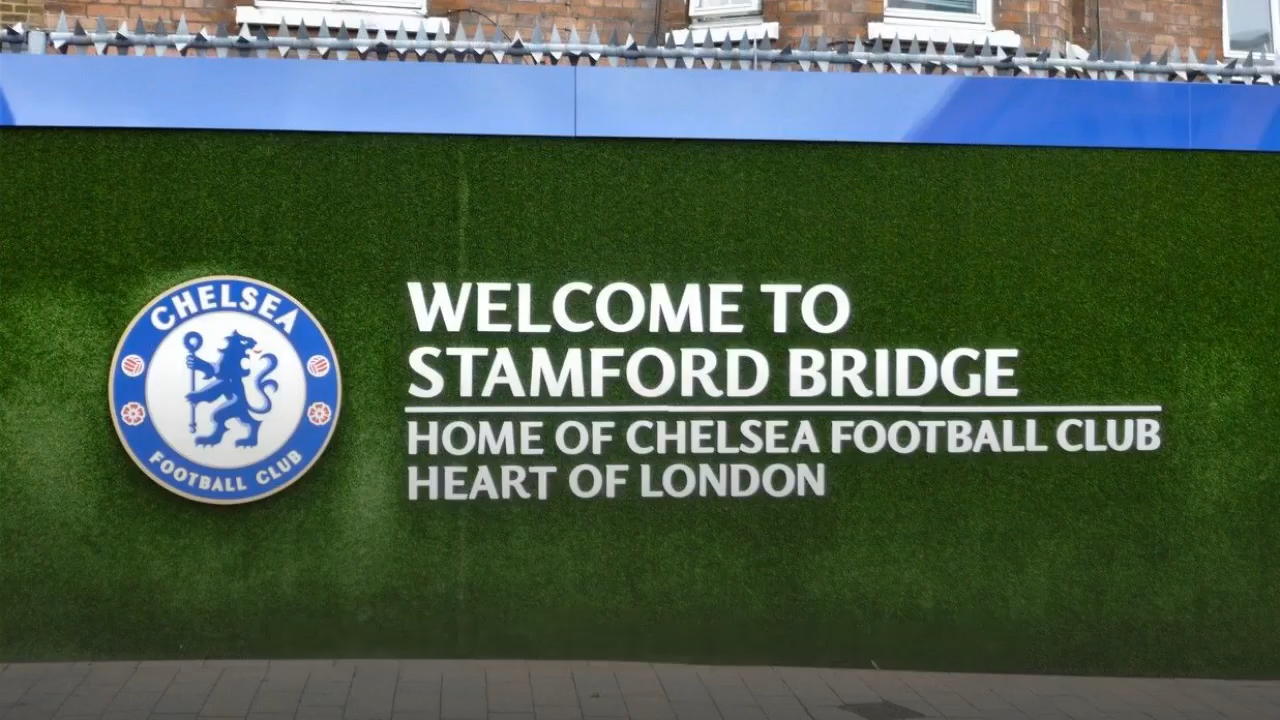 CHELSEA
FOOTBALL CLUB
WELCOME TO
STAMFORD BRIDGE
HOME OF CHELSEA FOOTBALL CLUB
HEART OF LONDON